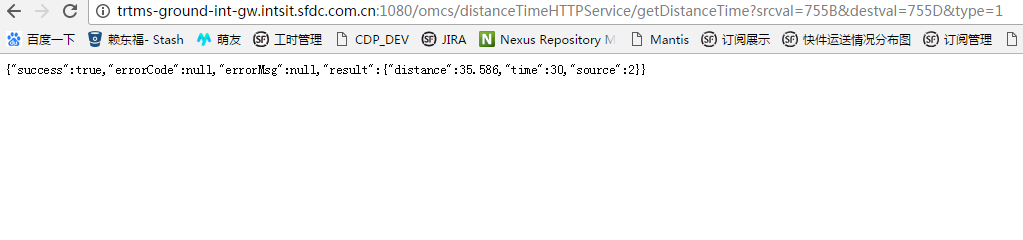 trtms-ground-int-gw.intsit.sfdc.com.cn:1080/omcs/distanceTimeHTTPService/getDistanceTime?srcval=755B&destval=755D&type=1
百度一下 赖东福- Stash 萌友 工时管理 CDP_DEV JIRA Nexus Repository M Mantis 订阅展示 快件运送情况分布图 订阅管理
{"success":true,"errorCode":null,"errorMsg":null,"result":{"distance":35.586,"time":30,"source":2}}